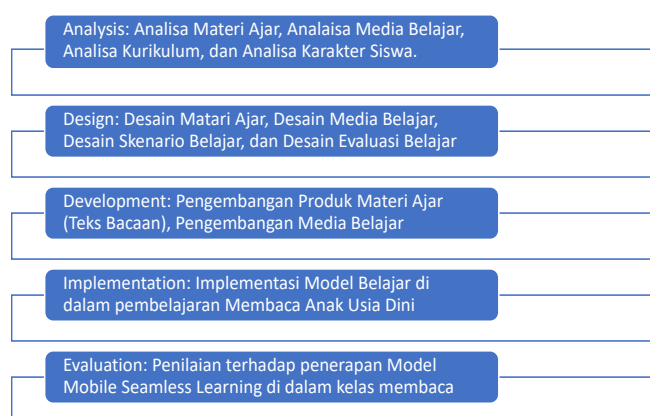 Analysis: Analisa Materi Ajar, Analaisa Media Belajar,
Analisa Kurikulum, dan Analisa Karakter Siswa.
Design: Desain Matari Ajar, Desain Media Belajar,
Desain Skenario Belajar, dan Desain Evaluasi Belajar
Development: Pengembangan Produk Materi Ajar
(Teks Bacaan), Pengembangan Media Belajar
Implementation: Implementasi Model Belajar di
dalam pembelajaran Membaca Anak Usia Dini
Evaluation: Penilaian terhadap penerapan Model
Mobile Seamless Learning di dalam kelas membaca